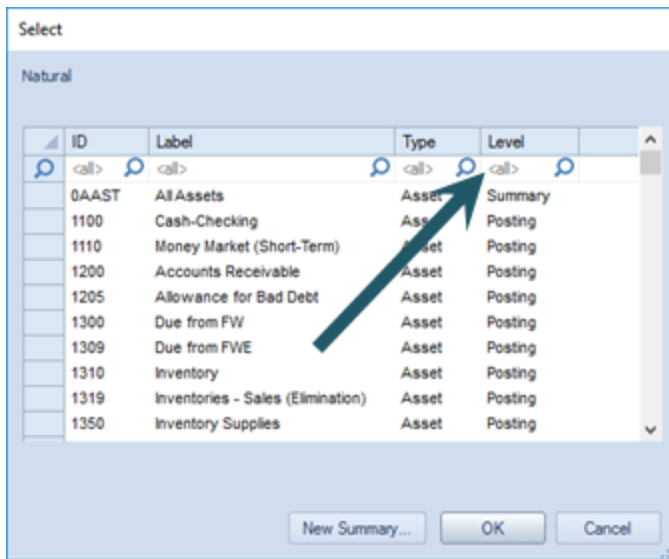 Select
Natural
ID Label Type Level
<all> <all> <all> <all>
0AAST All Assets Asset Summary
1100 Cash-Checking Asset Posting
1110 Money Market (Short-Term) Asset Posting
1200 Accounts Receivable Asset Posting
1205 Allowance for Bad Debt Asset Posting
1300 Due from FW Asset Posting
1309 Due from FWE Asset Posting
1310 Inventory Asset Posting
1319 Inventories - Sales (Elimination) Asset Posting
1350 Inventory Supplies Asset Posting
New Summary... OK Cancel